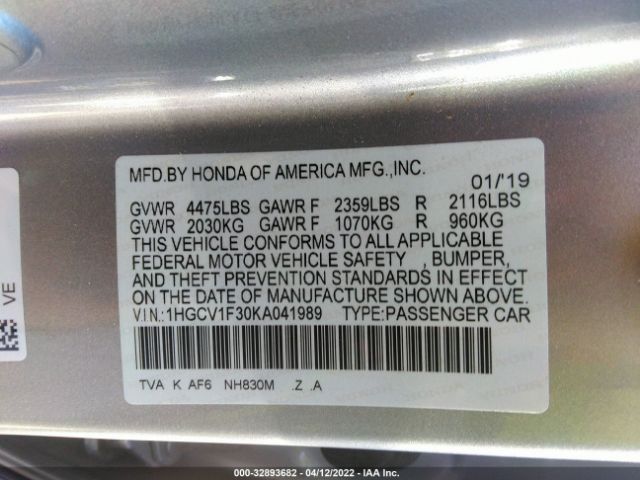 MFD.BY HONDA OF AMERICA MFG.,INC.
01/'19
GVWR 4475LBS GAWR F 2359LBS R 2116LBS
GVWR 2030KG GAWR F 1070KG R 960KG
THIS VEHICLE CONFORMS TO ALL APPLICABLE
FEDERAL MOTOR VEHICLE SAFETY , BUMPER,
AND THEFT PREVENTION STANDARDS IN EFFECT
ON THE DATE OF MANUFACTURE SHOWN ABOVE.
V.I.N.:1HGCV1F30KA041989 TYPE:PASSENGER CAR
TVA K AF6 NH830M .Z .A
VE
000-32893682 - 04/12/2022 - IAA Inc.